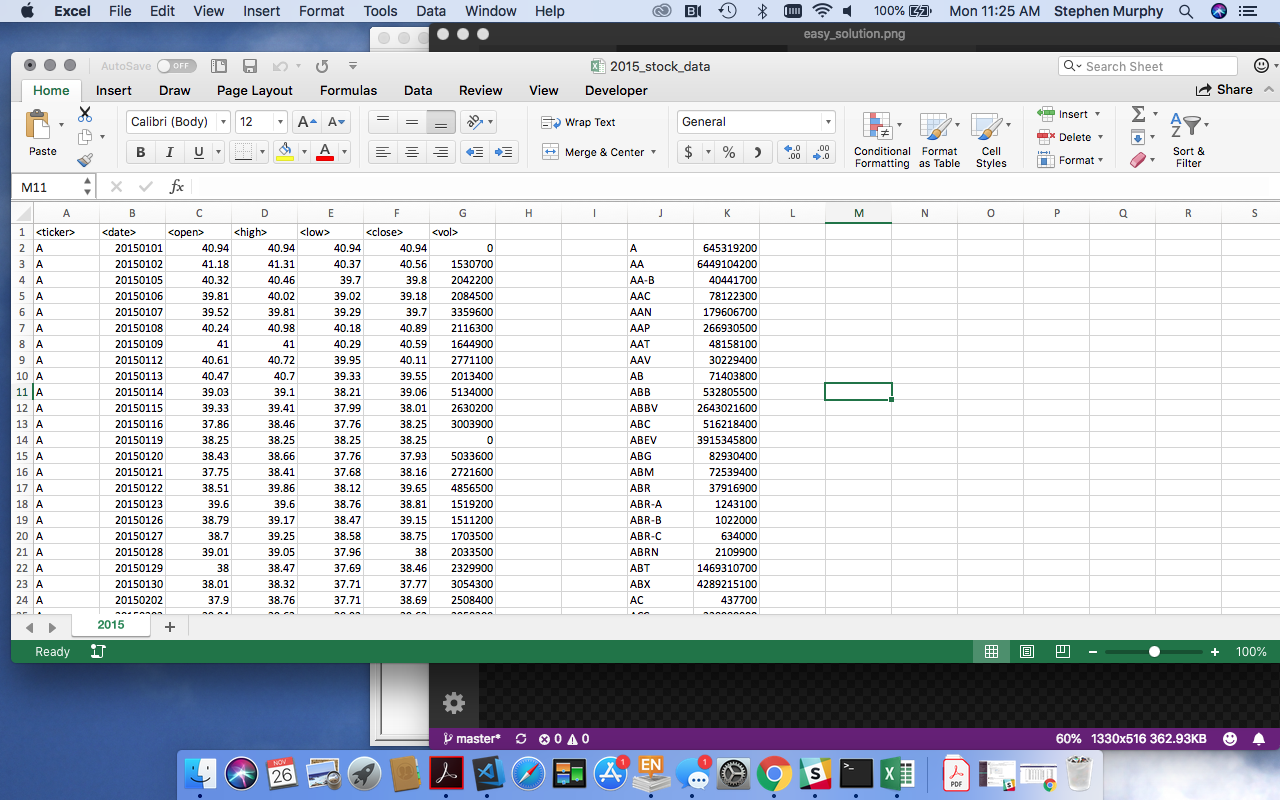 Excel File Edit View Insert Format Tools Data Window Help 100% Mon 11:25 AM Stephen Murphy
easy_solution.png
AutoSave OFF 2015_stock_data Search Sheet
Home Insert Draw Page Layout Formulas Data Review View Developer Share
Paste Calibri (Body) 12 A A Wrap Text General Insert
B I U A Merge & Center $ % Conditional Formatting Format as Table Cell Styles Delete Format Sort & Filter
M11 fx
A B C D E F G H I J K L M N O P Q R S
1 <ticker> <date> <open> <high> <low> <close> <vol>
2 A 20150101 40.94 40.94 40.94 40.94 0 A 645319200
3 A 20150102 41.18 41.31 40.37 40.56 1530700 AA 6449104200
4 A 20150105 40.32 40.46 39.7 39.8 2042200 AA-B 40441700
5 A 20150106 39.81 40.02 39.02 39.18 2084500 AAC 78122300
6 A 20150107 39.52 39.81 39.29 39.7 3359600 AAN 179606700
7 A 20150108 40.24 40.98 40.18 40.89 2116300 AAP 266930500
8 A 20150109 41 41 40.29 40.59 1644900 AAT 48158100
9 A 20150112 40.61 40.72 39.95 40.11 2771100 AAV 30229400
10 A 20150113 40.47 40.7 39.33 39.55 2013400 AB 71403800
11 A 20150114 39.03 39.1 38.21 39.06 5134000 ABB 532805500
12 A 20150115 39.33 39.41 37.99 38.01 2630200 ABBV 2643021600
13 A 20150116 37.86 38.46 37.76 38.25 3003900 ABC 516218400
14 A 20150119 38.25 38.25 38.25 38.25 0 ABEV 3915345800
15 A 20150120 38.43 38.66 37.76 37.93 5033600 ABG 82930400
16 A 20150121 37.75 38.41 37.68 38.16 2721600 ABM 72539400
17 A 20150122 38.51 39.86 38.12 39.65 4856500 ABR 37916900
18 A 20150123 39.6 39.6 38.76 38.81 1519200 ABR-A 1243100
19 A 20150126 38.79 39.17 38.47 39.15 1511200 ABR-B 1022000
20 A 20150127 38.7 39.25 38.58 38.75 1703500 ABR-C 634000
21 A 20150128 39.01 39.05 37.96 38 2033500 ABRN 2109900
22 A 20150129 38 38.47 37.69 38.46 2329900 ABT 1469310700
23 A 20150130 38.01 38.32 37.71 37.77 3054300 ABX 4289215100
24 A 20150202 37.9 38.76 37.71 38.69 2508400 AC 437700
2015 +
Ready 100%
master* 0 0 60% 1330x516 362.93KB
NOV 26 EN 1 1 PDF